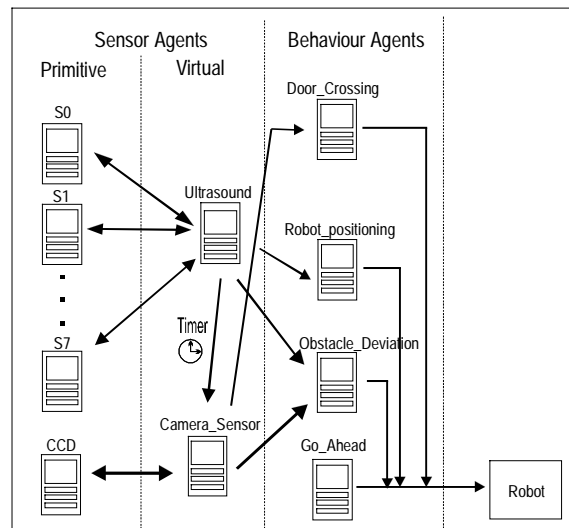 Sensor Agents
Behaviour Agents
Primitive
Virtual
Door_Crossing
S0
S1
Ultrasound
Robot_positioning
Timer
Obstacle_Deviation
S7
Camera_Sensor
CCD
Go_Ahead
Robot